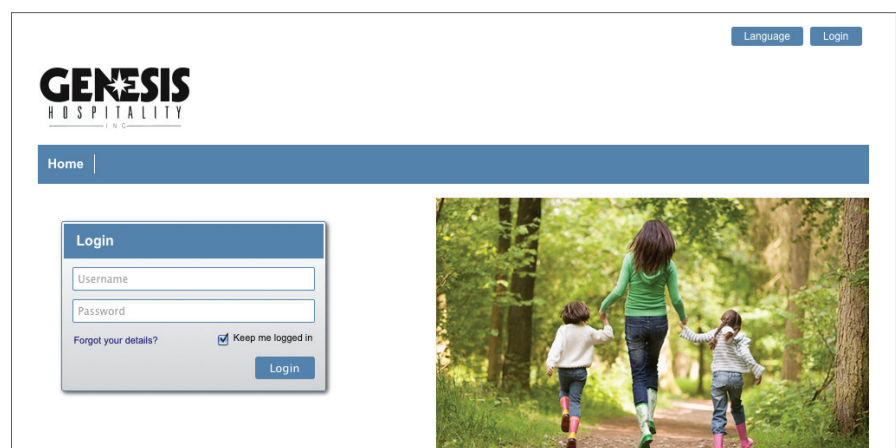 Language Login
GENESIS
HOSPITALITY
INC
Home
Login
Username
Password
Forgot your details? Keep me logged in
Login